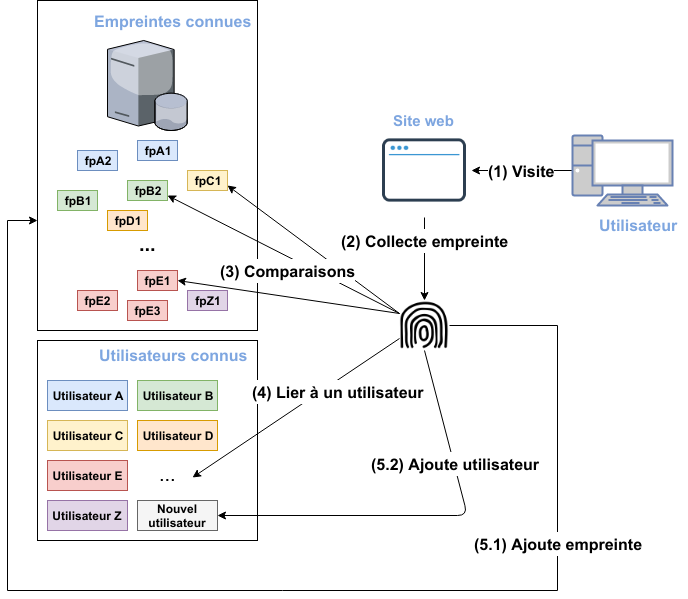 Empreintes connues
fpA1
fpA2
fpC1
fpB2
fpB1
fpD1
...
fpE1
fpE2
fpZ1
fpE3
Site web
(1) Visite
Utilisateur
(2) Collecte empreinte
(3) Comparaisons
Utilisateurs connus
Utilisateur A
Utilisateur B
(4) Lier à un utilisateur
Utilisateur C
Utilisateur D
Utilisateur E
...
(5.2) Ajoute utilisateur
Utilisateur Z
Nouvel
utilisateur
(5.1) Ajoute empreinte